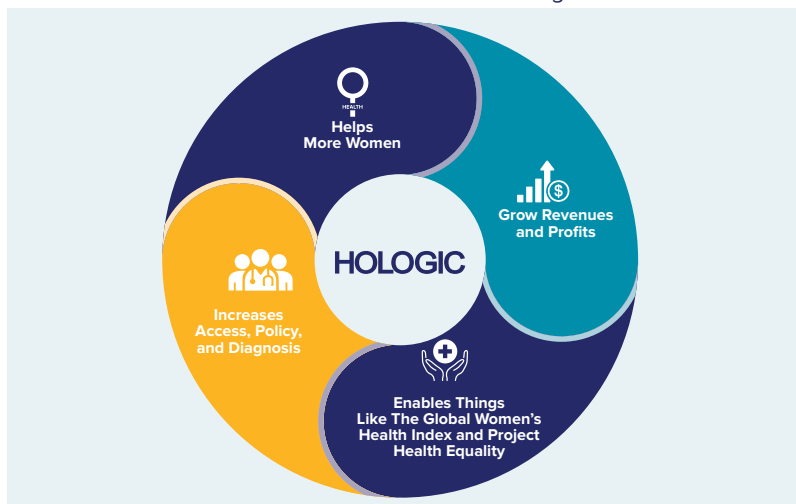 HEALTH
Helps
More Women
$
Grow Revenues
and Profits
HOLOGIC
Increases
Access, Policy,
and Diagnosis
Enables Things
Like The Global Women’s
Health Index and Project
Health Equality